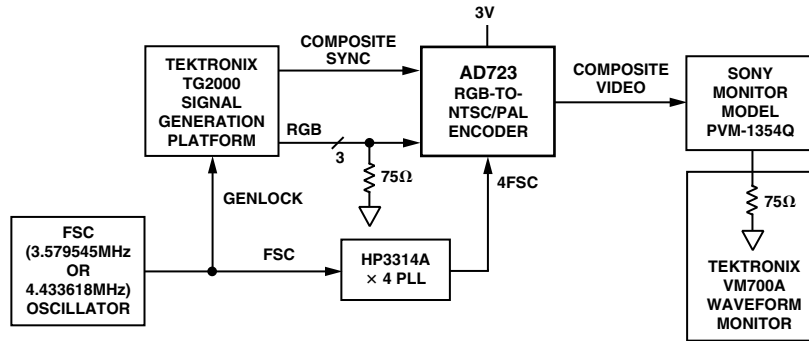 3V
TEKTRONIX
TG2000
SIGNAL
GENERATION
PLATFORM
COMPOSITE
SYNC
RGB
3
75Ω
GENLOCK
AD723
RGB-TO-
NTSC/PAL
ENCODER
4FSC
COMPOSITE
VIDEO
SONY
MONITOR
MODEL
PVM-1354Q
75Ω
TEKTRONIX
VM700A
WAVEFORM
MONITOR
FSC
(3.579545MHz
OR
4.433618MHz)
OSCILLATOR
FSC
HP3314A
× 4 PLL